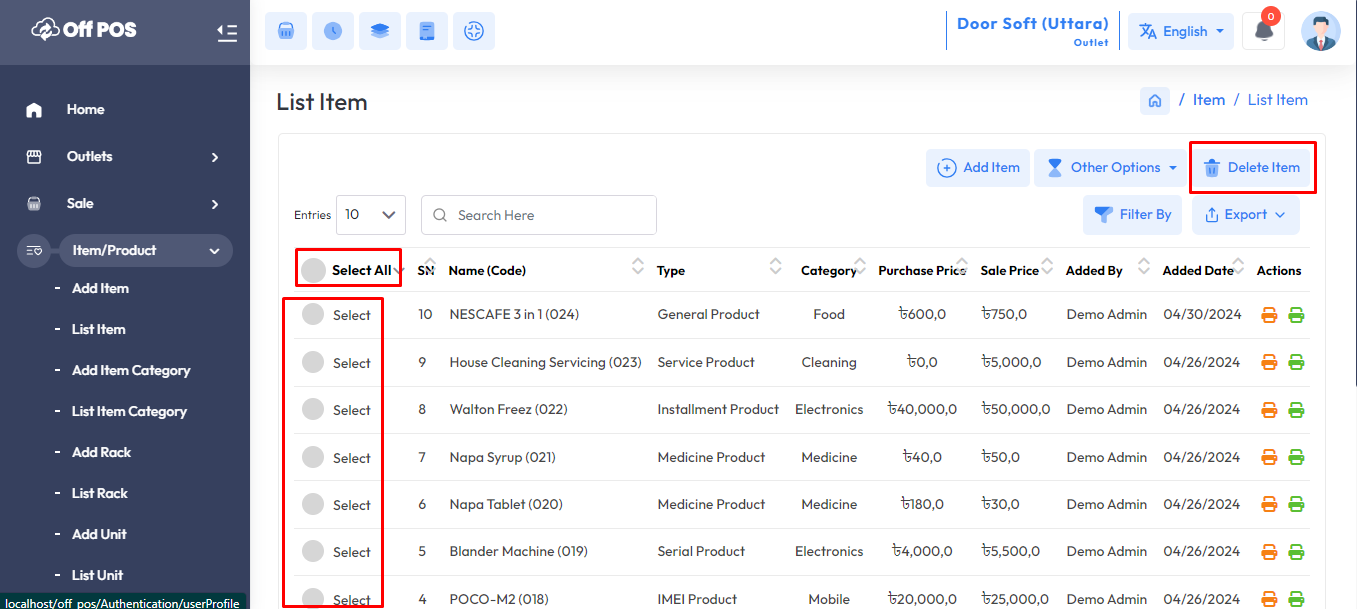 Off POS
Door Soft (Uttara)
Outlet
English
0
Home
Outlets
Sale
Item/Product
Add Item
List Item
Add Item Category
List Item Category
Add Rack
List Rack
Add Unit
List Unit
localhost/off_pos/Authentication/userProfile
List Item
/ Item / List Item
Add Item Other Options Delete Item
Entries 10 Search Here Filter By Export
Select All SN Name (Code) Type Category Purchase Price Sale Price Added By Added Date Actions
Select 10 NESCAFE 3 in 1 (024) General Product Food ৳600,0 ৳750,0 Demo Admin 04/30/2024
Select 9 House Cleaning Servicing (023) Service Product Cleaning ৳0,0 ৳5,000,0 Demo Admin 04/26/2024
Select 8 Walton Freez (022) Installment Product Electronics ৳40,000,0 ৳50,000,0 Demo Admin 04/26/2024
Select 7 Napa Syrup (021) Medicine Product Medicine ৳40,0 ৳50,0 Demo Admin 04/26/2024
Select 6 Napa Tablet (020) Medicine Product Medicine ৳180,0 ৳30,0 Demo Admin 04/26/2024
Select 5 Blander Machine (019) Serial Product Electronics ৳4,000,0 ৳5,500,0 Demo Admin 04/26/2024
Select 4 POCO-M2 (018) IMEI Product Mobile ৳20,000,0 ৳25,000,0 Demo Admin 04/26/2024